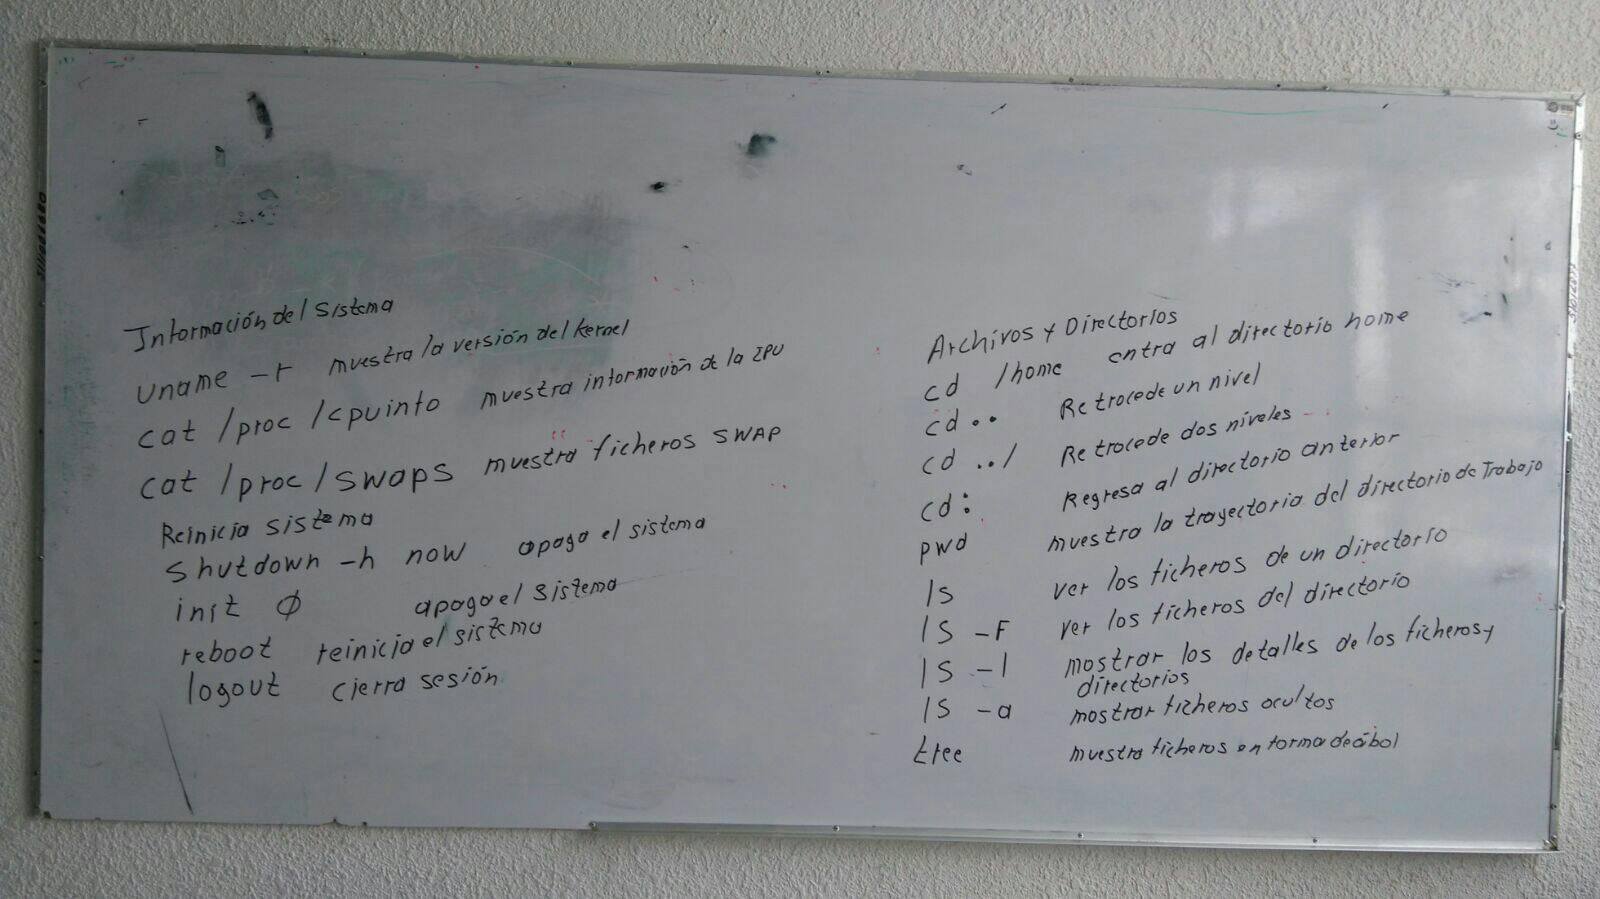 Información del sistema
uname -r muestra la versión del kernel
cat /proc /cpuinto muestra información de la IPU
cat /proc /swaps muestra ficheros SWAP
Reinicia sistema
shutdown -h now apaga el sistema
init Ø apaga el sistema
reboot reinicia el sistema
logout cierra sesión
Archivos y Directorios
cd /home entra al directorio home
cd .. Retrocede un nivel
cd ../ Retrocede dos niveles
cd : Regresa al directorio anterior
pwd muestra la trayectoria del directorio de Trabajo
ls ver los ficheros de un directorio
ls -F ver los ficheros del directorio
ls -l mostrar los detalles de los ficheros y
directorios
ls -a mostrar ficheros ocultos
tree muestra ficheros en forma deábol